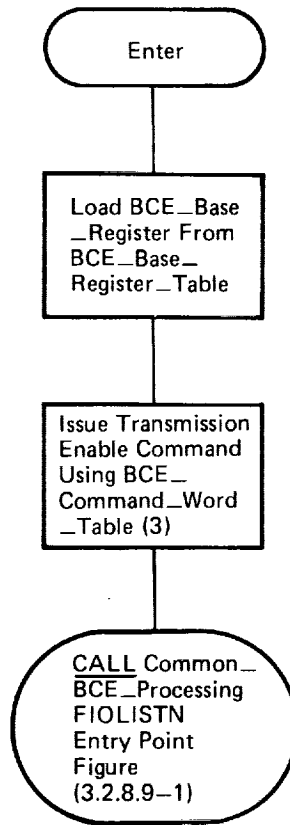 Enter
Load BCE_Base
_Register From
BCE_Base_
Register_Table
Issue Transmission
Enable Command
Using BCE_
Command_Word
_Table (3)
CALL Common_
BCE_Processing
FIOLISTN
Entry Point
Figure
(3.2.8.9-1)